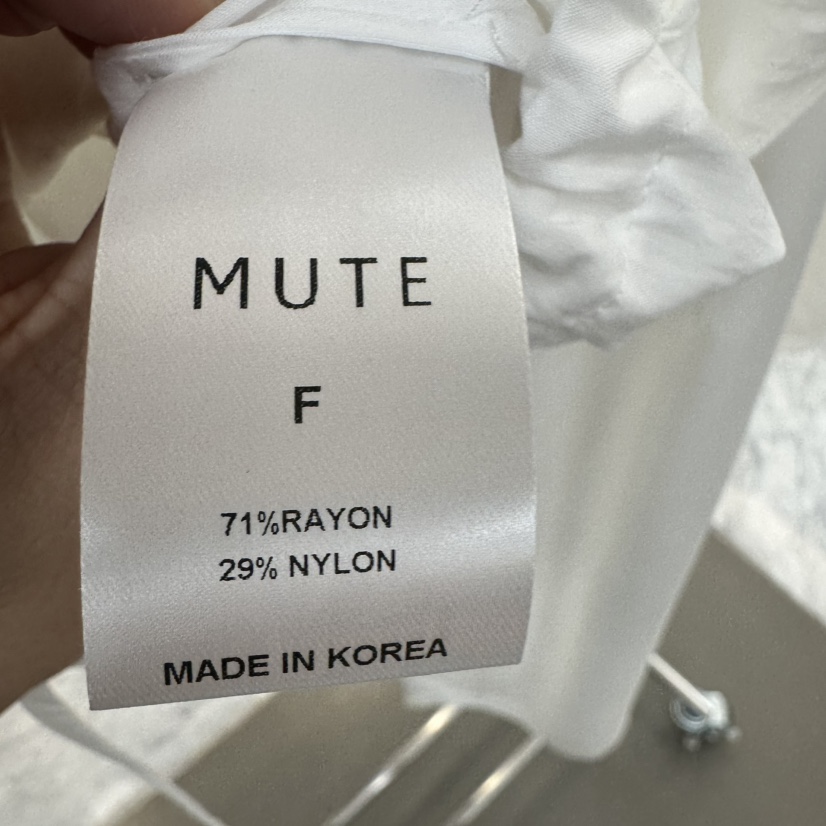 MUTE
F
71%RAYON
29% NYLON
MADE IN KOREA